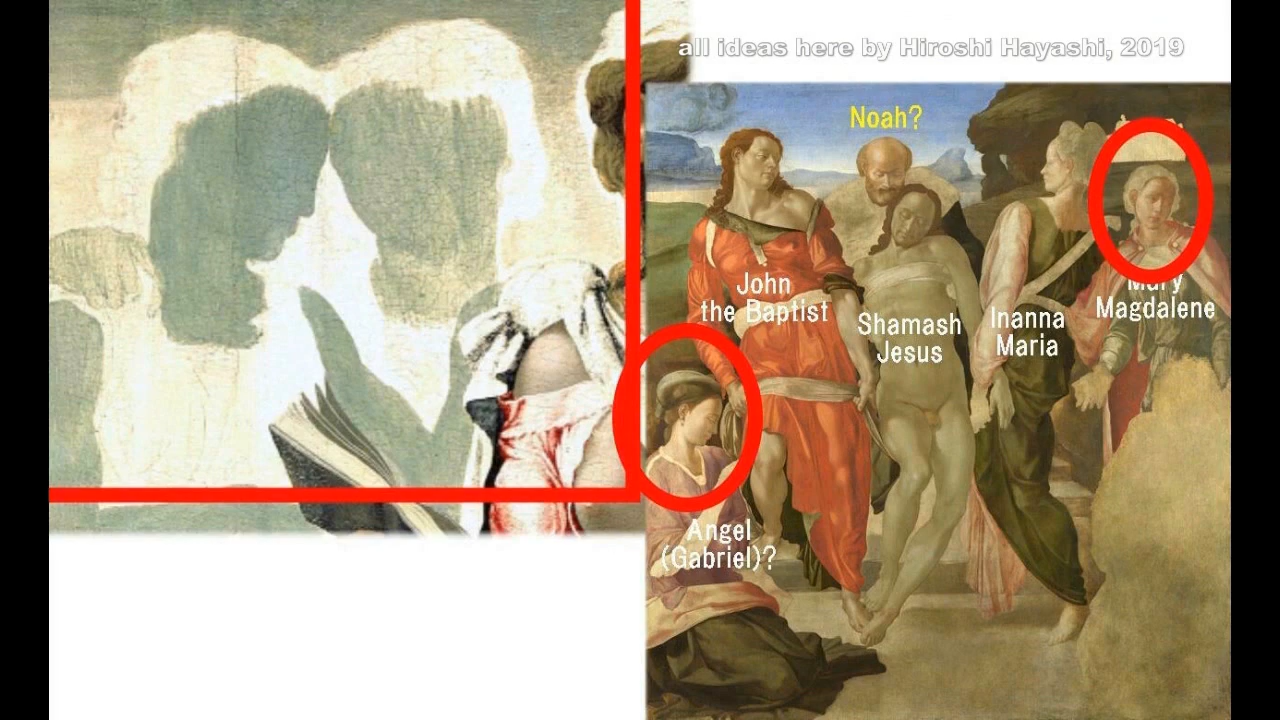 all ideas here by Hiroshi Hayashi, 2019
Noah?
John
the Baptist
Shamash
Jesus
Inanna
Maria
Mary
Magdalene
Angel
(Gabriel)?